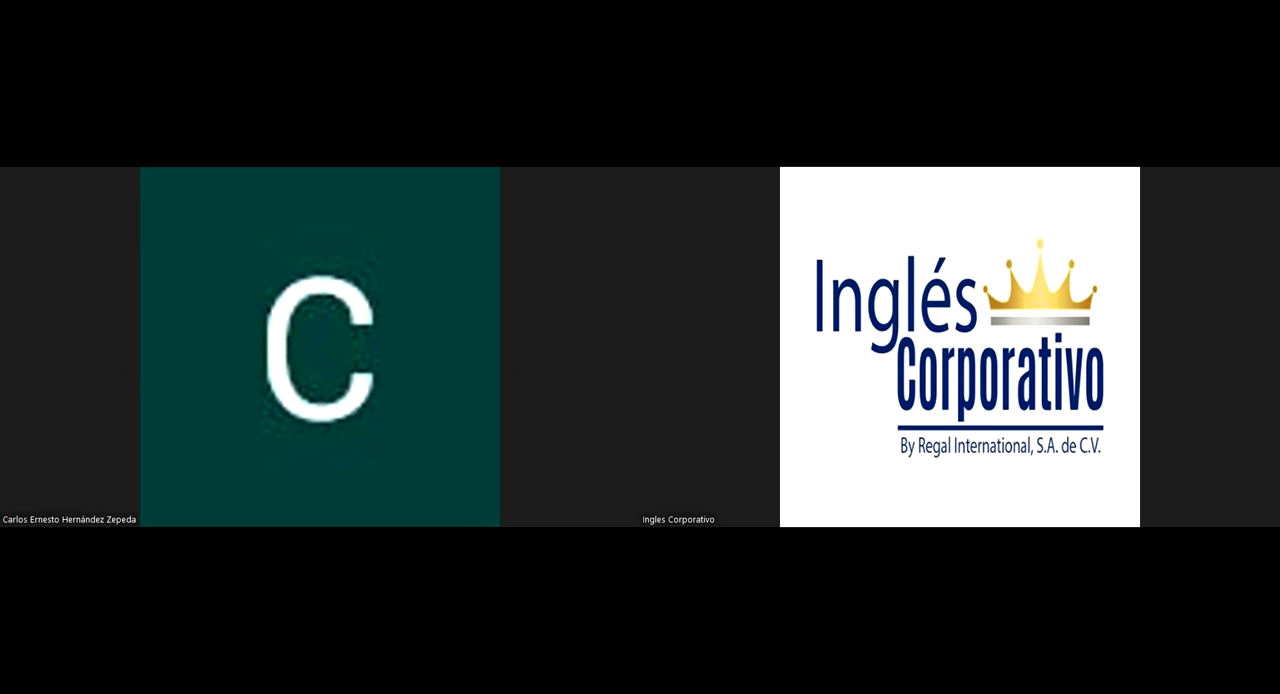 C
Carlos Ernesto Hernández Zepeda
Inglés
Corporativo
By Regal International, S.A. de C.V.
Ingles Corporativo